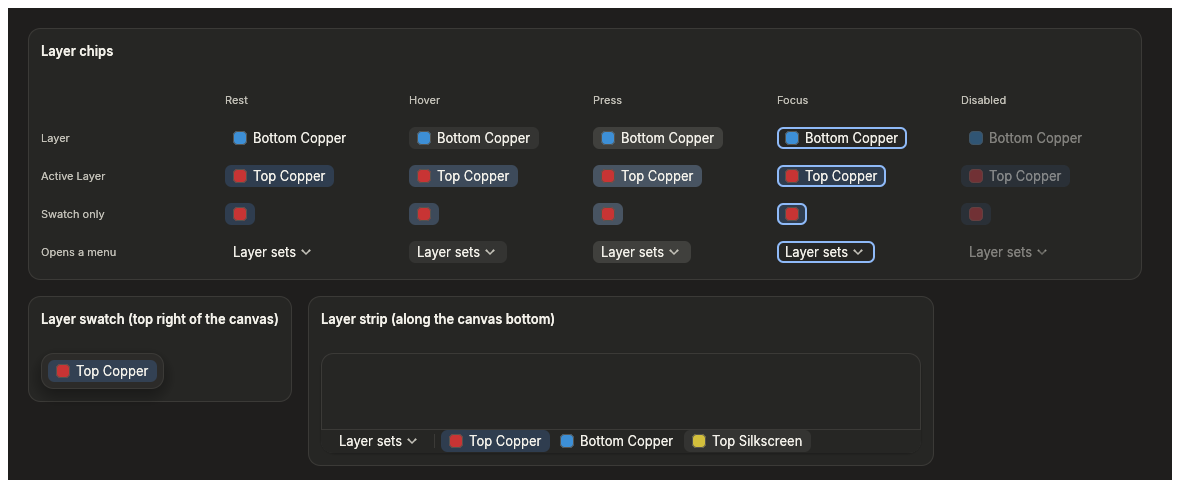 Layer chips
Rest Hover Press Focus Disabled
Layer Bottom Copper Bottom Copper Bottom Copper Bottom Copper Bottom Copper
Active Layer Top Copper Top Copper Top Copper Top Copper Top Copper
Swatch only
Opens a menu Layer sets Layer sets Layer sets Layer sets Layer sets
Layer swatch (top right of the canvas)
Top Copper
Layer strip (along the canvas bottom)
Layer sets Top Copper Bottom Copper Top Silkscreen